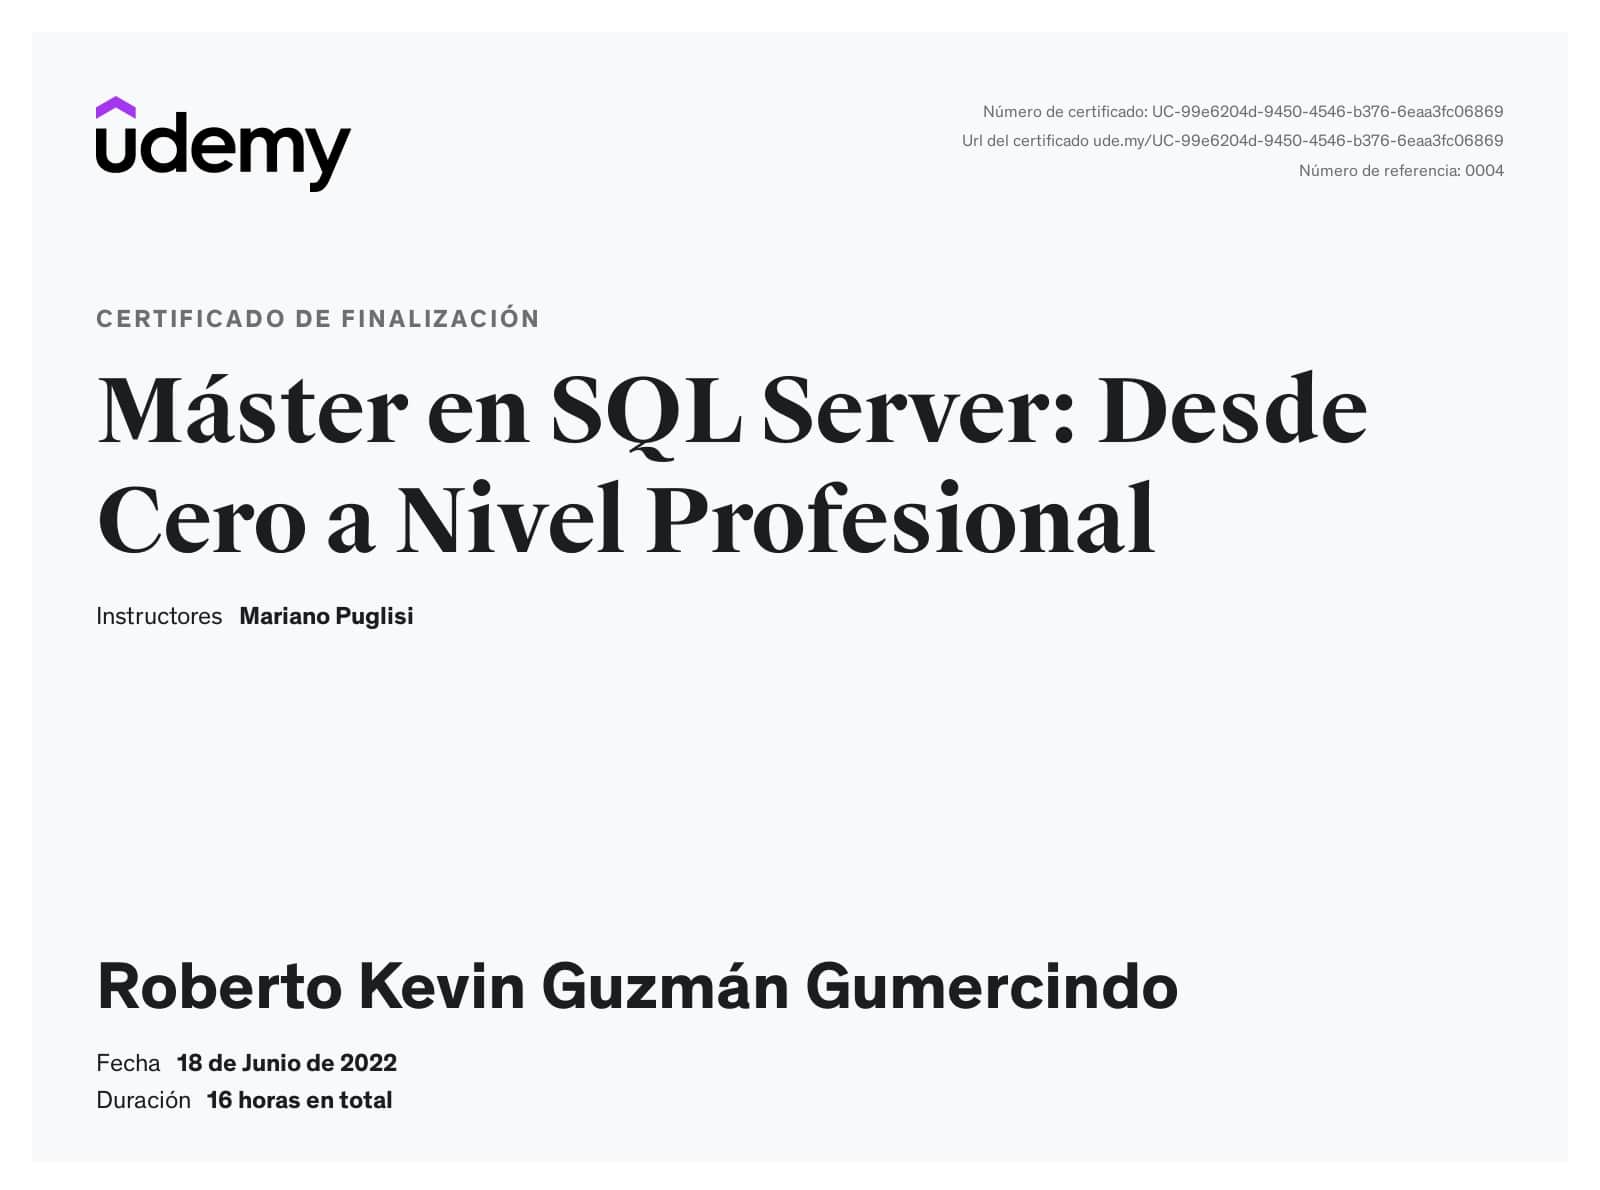 udemy
Número de certificado: UC-99e6204d-9450-4546-b376-6eaa3fc06869
Url del certificado ude.my/UC-99e6204d-9450-4546-b376-6eaa3fc06869
Número de referencia: 0004
CERTIFICADO DE FINALIZACIÓN
Máster en SQL Server: Desde
Cero a Nivel Profesional
Instructores Mariano Puglisi
Roberto Kevin Guzmán Gumercindo
Fecha 18 de Junio de 2022
Duración 16 horas en total